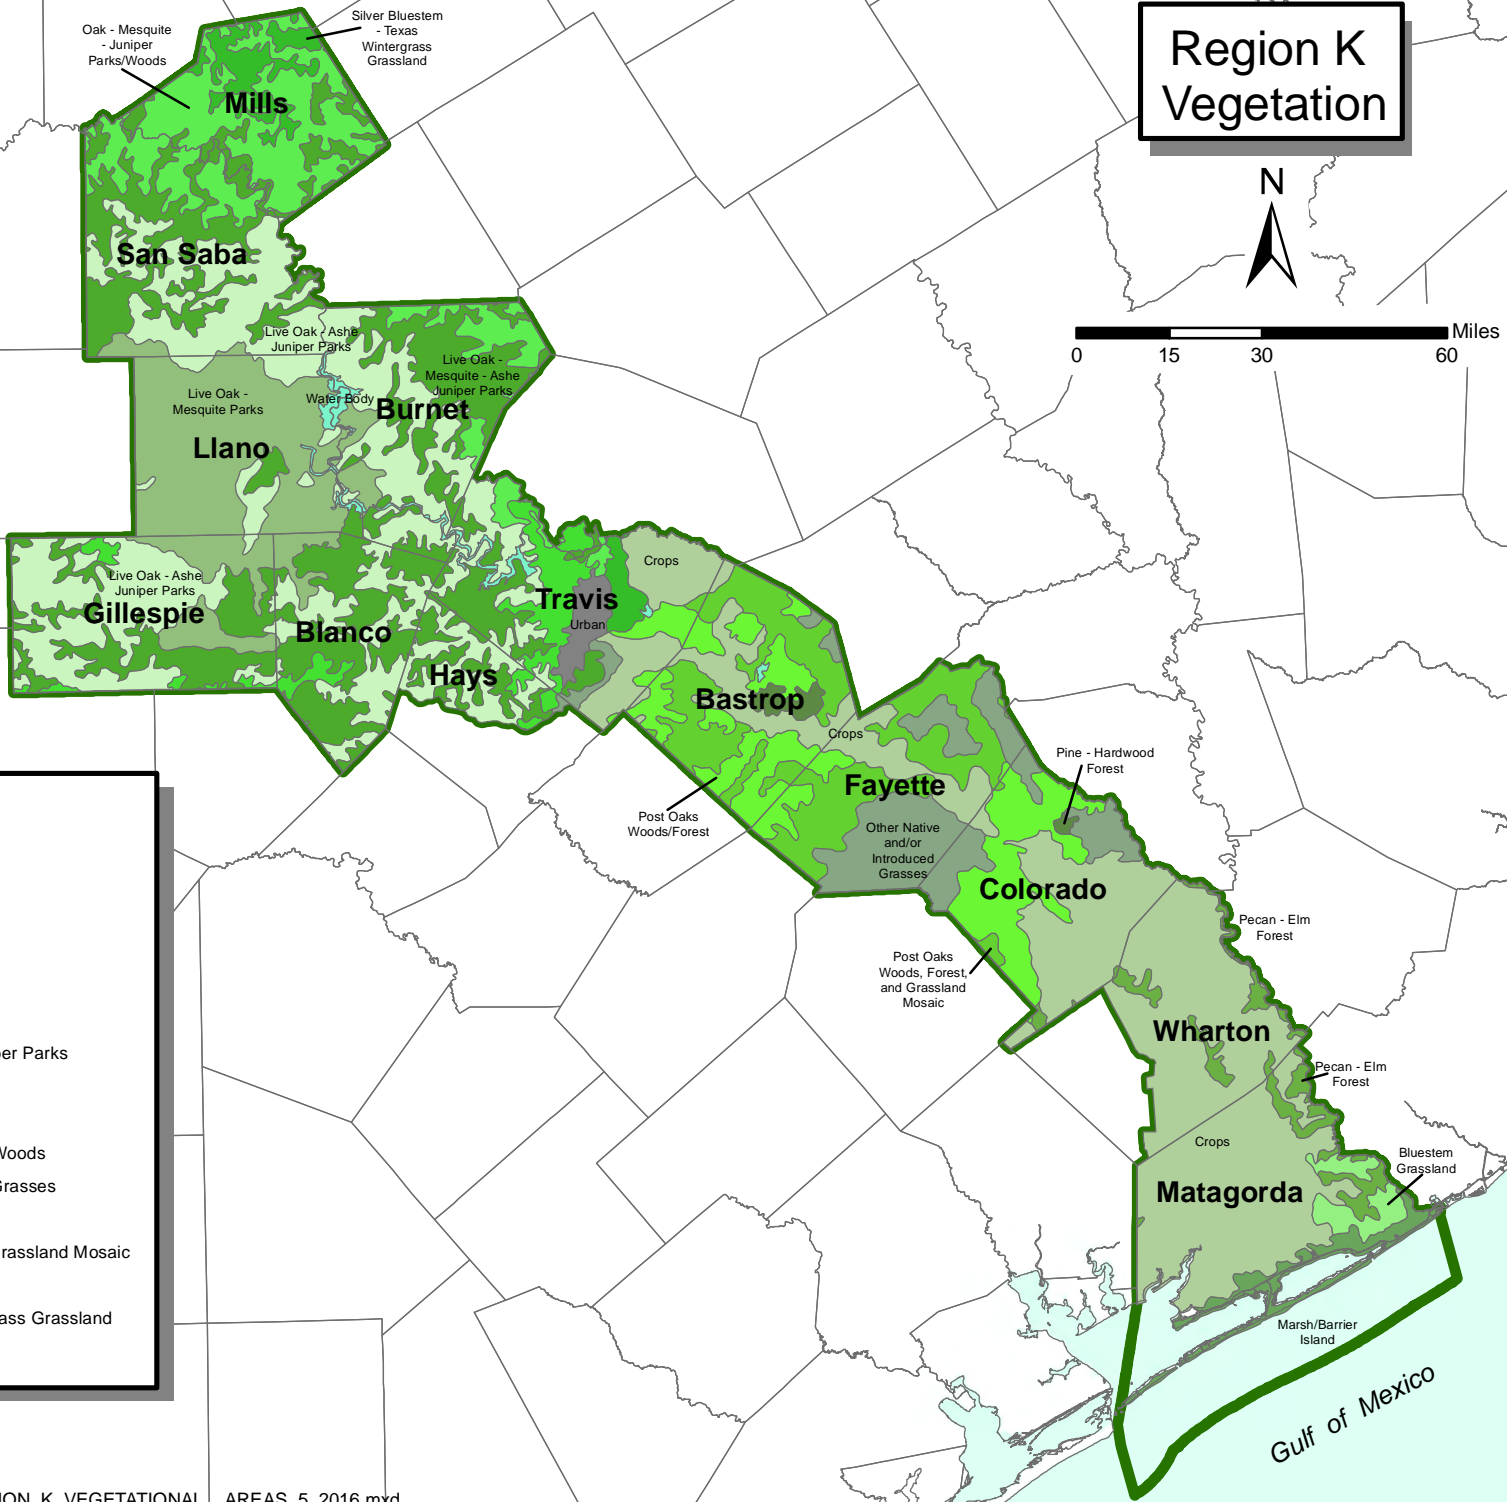 Region K
Vegetation
N
Miles
0
15
30
60
Oak - Mesquite
- Juniper
Parks/Woods
Silver Bluestem
- Texas
Wintergrass
Grassland
Mills
San Saba
Live Oak - Ashe
Juniper Parks
Live Oak -
Mesquite - Ashe
Juniper Parks
Live Oak -
Mesquite Parks
Water Body
Burnet
Llano
Live Oak - Ashe
Juniper Parks
Gillespie
Blanco
Hays
Travis
Urban
Crops
Bastrop
Crops
Fayette
Post Oaks
Woods/Forest
Other Native
and/or
Introduced
Grasses
Pine - Hardwood
Forest
Colorado
Pecan - Elm
Forest
Post Oaks
Woods, Forest,
and Grassland
Mosaic
Wharton
Pecan - Elm
Forest
Crops
Matagorda
Bluestem
Grassland
Marsh/Barrier
Island
Gulf of Mexico
er Parks
Woods
Grasses
rassland Mosaic
ass Grassland
ION_K_VEGETATIONAL_ AREAS_5_2016.mxd